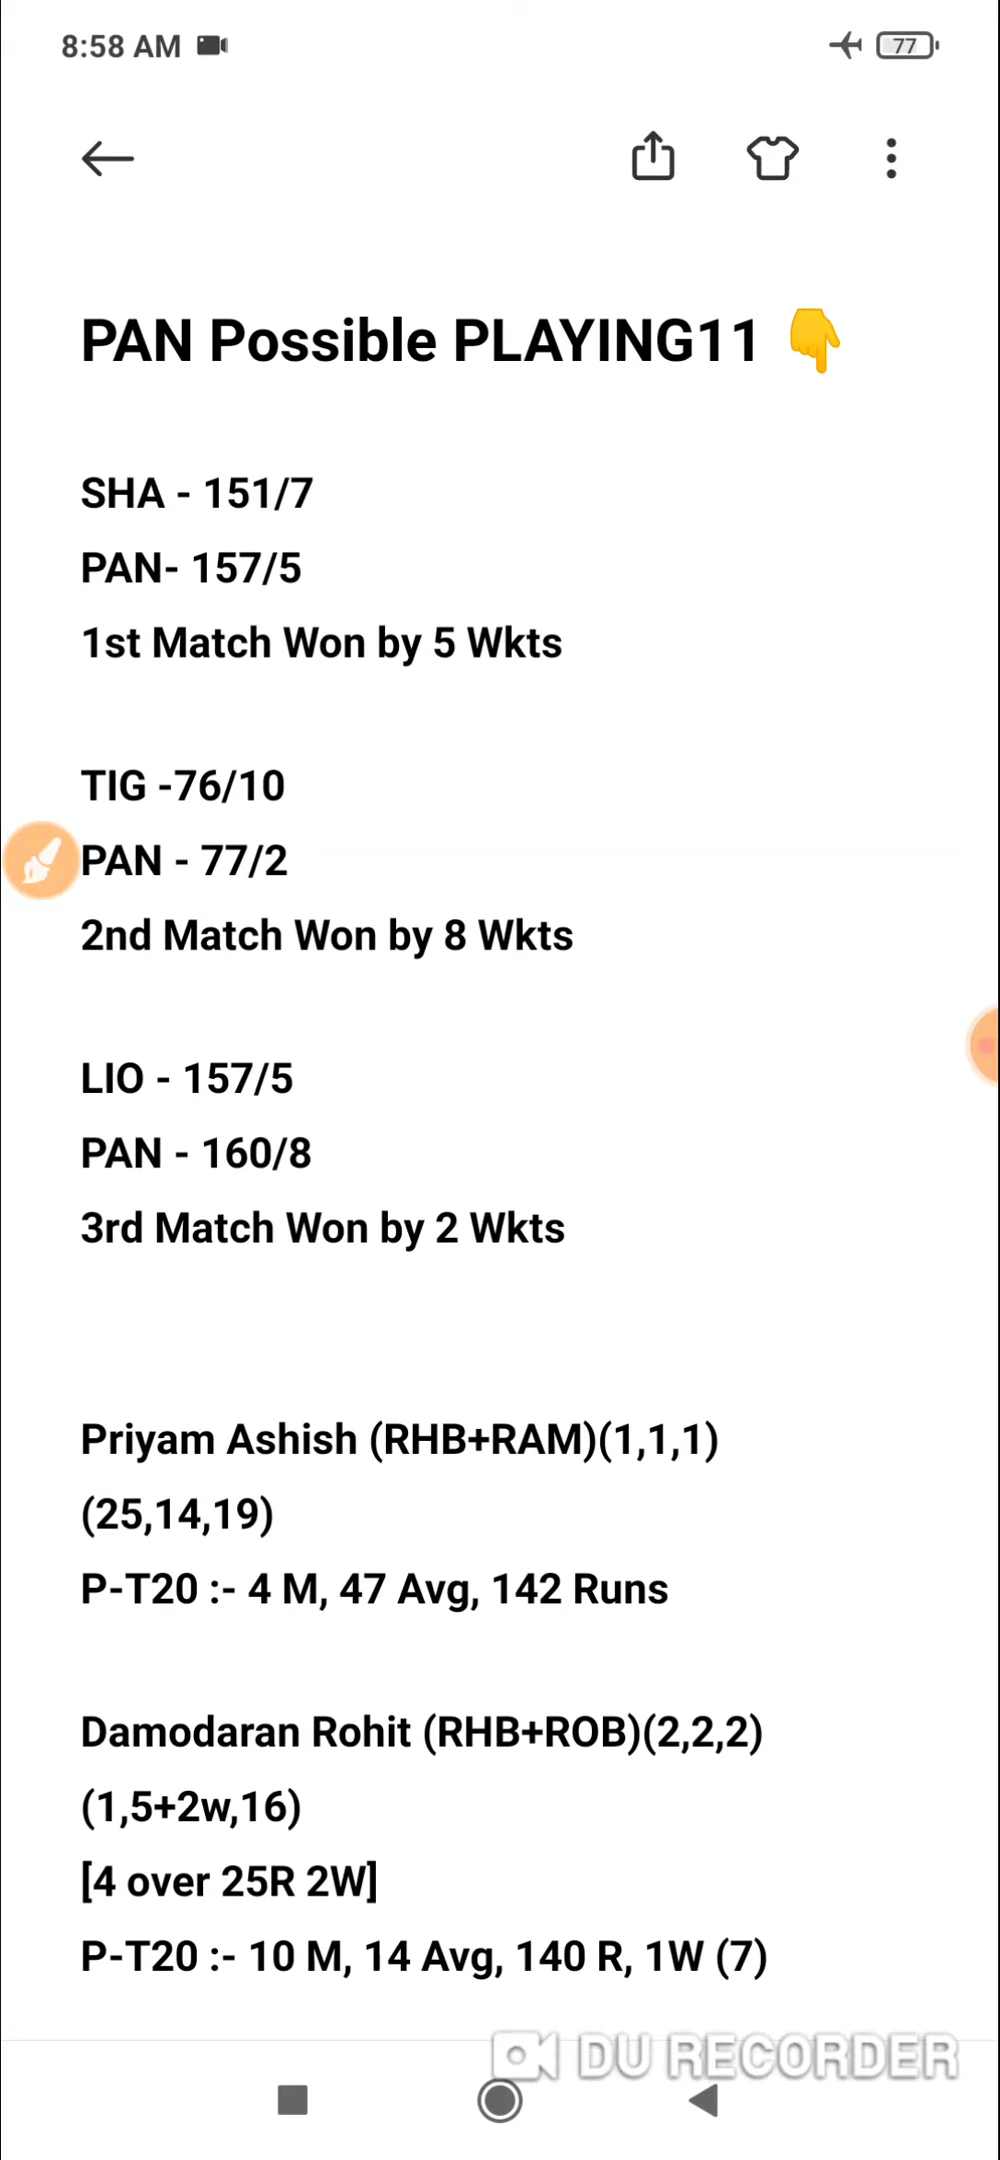 8:58 AM
77
PAN Possible PLAYING11 👇
SHA - 151/7
PAN- 157/5
1st Match Won by 5 Wkts
TIG -76/10
PAN - 77/2
2nd Match Won by 8 Wkts
LIO - 157/5
PAN - 160/8
3rd Match Won by 2 Wkts
Priyam Ashish (RHB+RAM)(1,1,1)
(25,14,19)
P-T20 :- 4 M, 47 Avg, 142 Runs
Damodaran Rohit (RHB+ROB)(2,2,2)
(1,5+2w,16)
[4 over 25R 2W]
P-T20 :- 10 M, 14 Avg, 140 R, 1W (7)
DU RECORDER